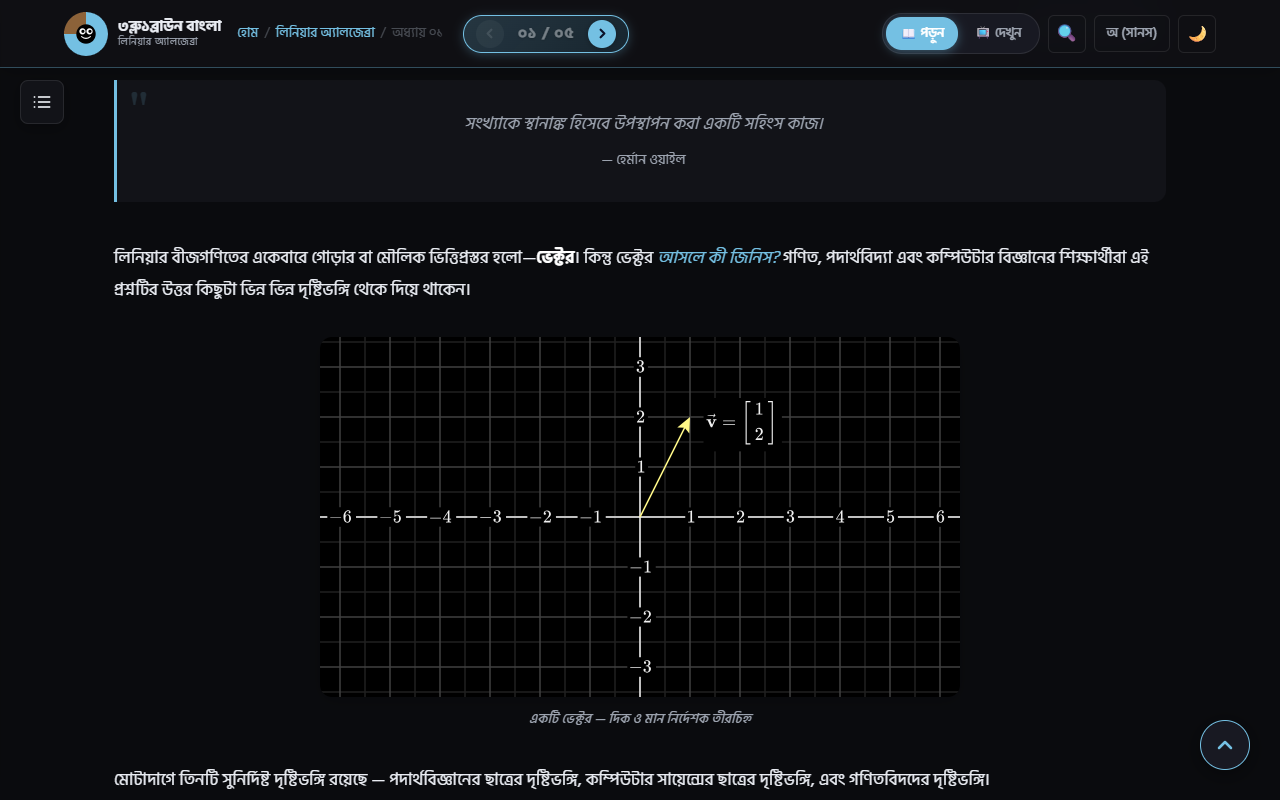 ৩ব্লু১ব্রাউন বাংলা
লিনিয়ার অ্যালজেব্রা
হোম / লিনিয়ার অ্যালজেব্রা / অধ্যায় ০১
০১ / ০৫
পড়ুন
দেখুন
অ (সানস)
"
সংখ্যাকে স্থানাঙ্ক হিসেবে উপস্থাপন করা একটি সহিংস কাজ।
— হের্মান ওয়াইল
লিনিয়ার বীজগণিতের একেবারে গোড়ার বা মৌলিক ভিত্তিপ্রস্তর হলো—ভেক্টর। কিন্তু ভেক্টর আসলে কী জিনিস? গণিত, পদার্থবিদ্যা এবং কম্পিউটার বিজ্ঞানের শিক্ষার্থীরা এই
প্রশ্নটির উত্তর কিছুটা ভিন্ন ভিন্ন দৃষ্টিভঙ্গি থেকে দিয়ে থাকেন।
3
2
1
v⃗ = [1 2]
−6 −5 −4 −3 −2 −1 1 2 3 4 5 6
−1
−2
−3
একটি ভেক্টর — দিক ও মান নির্দেশক তীরচিহ্ন
মোটাদাগে তিনটি সুনির্দিষ্ট দৃষ্টিভঙ্গি রয়েছে — পদার্থবিজ্ঞানের ছাত্রের দৃষ্টিভঙ্গি, কম্পিউটার সায়েন্সের ছাত্রের দৃষ্টিভঙ্গি, এবং গণিতবিদদের দৃষ্টিভঙ্গি।